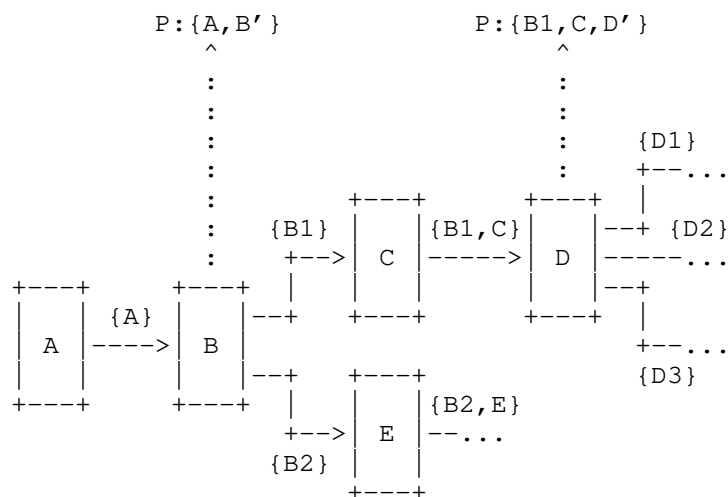 P:{A,B'} P:{B1,C,D'}
{D1}
{B1} {B1,C} {D2}
C D
{A}
A B
{D3}
{B2,E}
E
{B2}